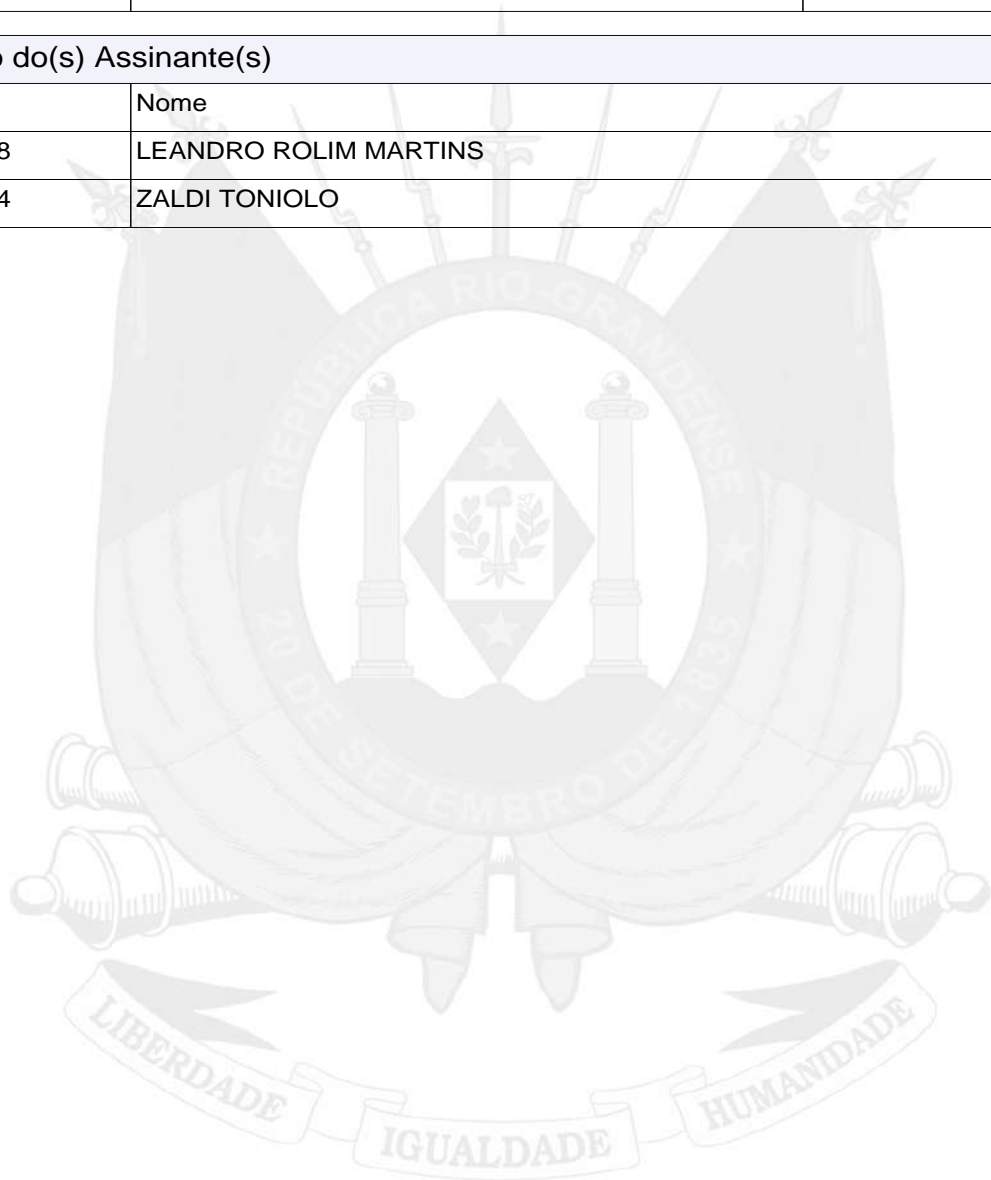 o do(s) Assinante(s)
Nome
8 LEANDRO ROLIM MARTINS
4 ZALDI TONIOLO
REPÚBLICA RIO-GRANDENSE
20 DE SETEMBRO DE 1835
LIBERDADE IGUALDADE HUMANIDADE